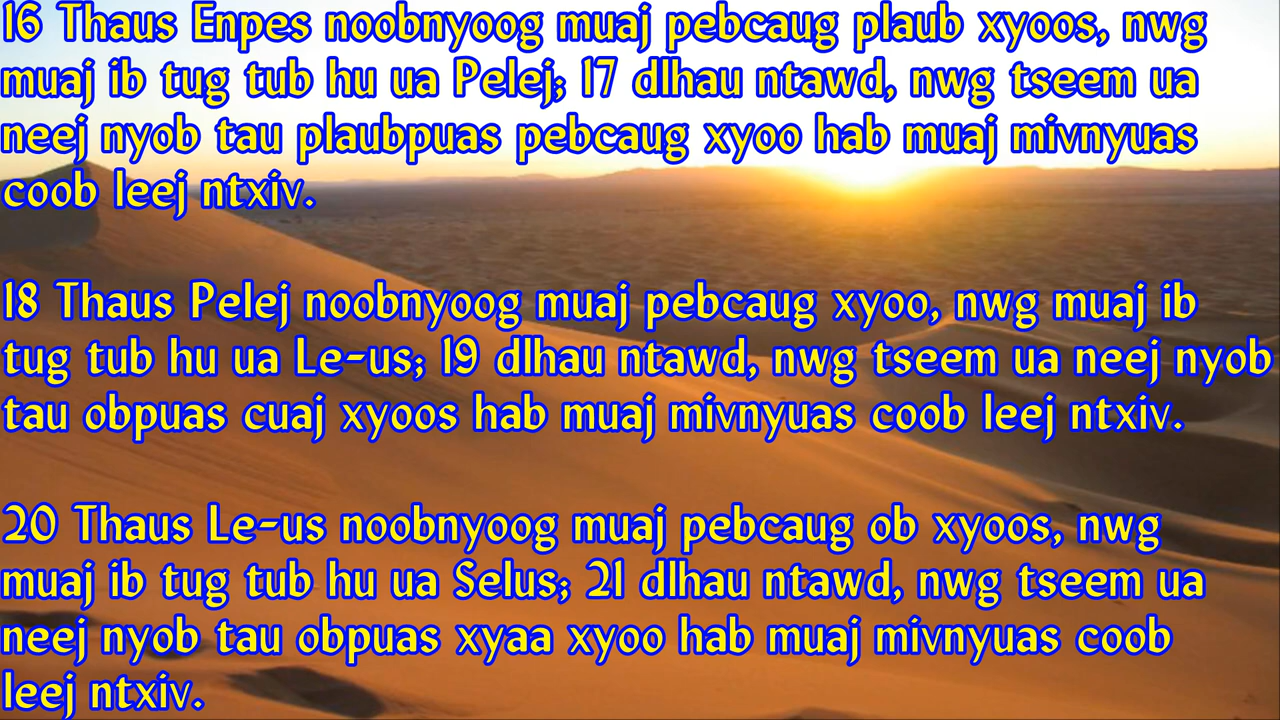 16 Thaus Enpes noobnyoog muaj pebcaug plaub xyoos, nwg
muaj ib tug tub hu ua Pelej; 17 dlhau ntawd, nwg tseem ua
neej nyob tau plaubpuas pebcaug xyoo hab muaj mivnyuas
coob leej ntxiv.
18 Thaus Pelej noobnyoog muaj pebcaug xyoo, nwg muaj ib
tug tub hu ua Le-us; 19 dlhau ntawd, nwg tseem ua neej nyob
tau obpuas cuaj xyoos hab muaj mivnyuas coob leej ntxiv.
20 Thaus Le-us noobnyoog muaj pebcaug ob xyoos, nwg
muaj ib tug tub hu ua Selus; 21 dlhau ntawd, nwg tseem ua
neej nyob tau obpuas xyaa xyoo hab muaj mivnyuas coob
leej ntxiv.